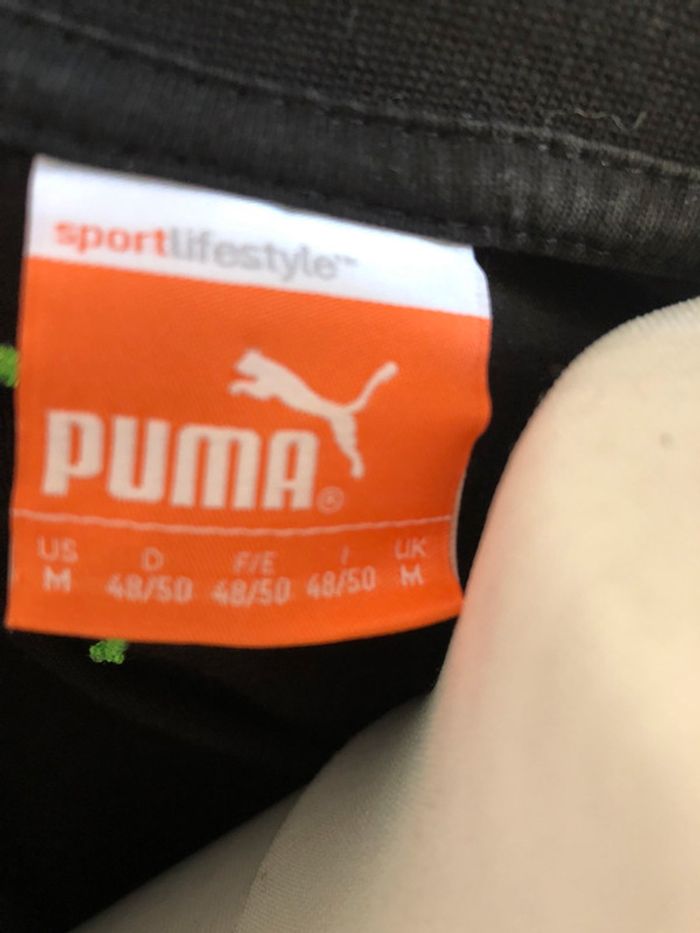 sportlifestyle™
PUMA®
US D F/E I UK
M 48/50 48/50 48/50 M